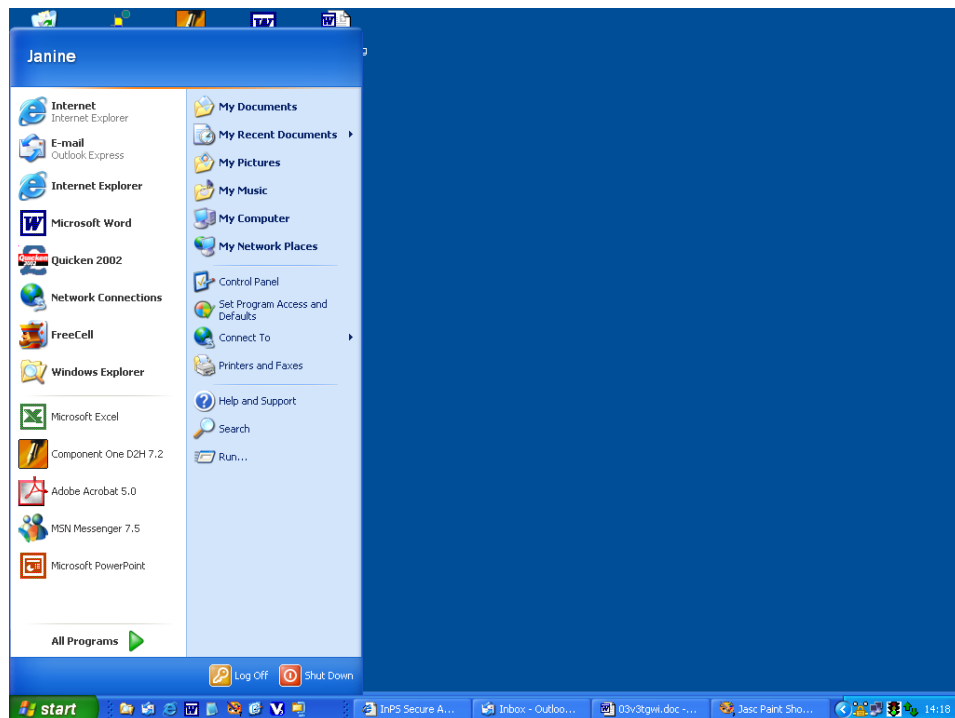 Janine
Internet
Internet Explorer
E-mail
Outlook Express
Internet Explorer
Microsoft Word
Quicken 2002
Network Connections
FreeCell
Windows Explorer
Microsoft Excel
Component One D2H 7.2
Adobe Acrobat 5.0
MSN Messenger 7.5
Microsoft PowerPoint
All Programs
My Documents
My Recent Documents
My Pictures
My Music
My Computer
My Network Places
Control Panel
Set Program Access and
Defaults
Connect To
Printers and Faxes
Help and Support
Search
Run...
Log Off
Shut Down
start
InPS Secure A...
Inbox - Outloo...
03v3tgwi.doc -...
Jasc Paint Sho...
14:18